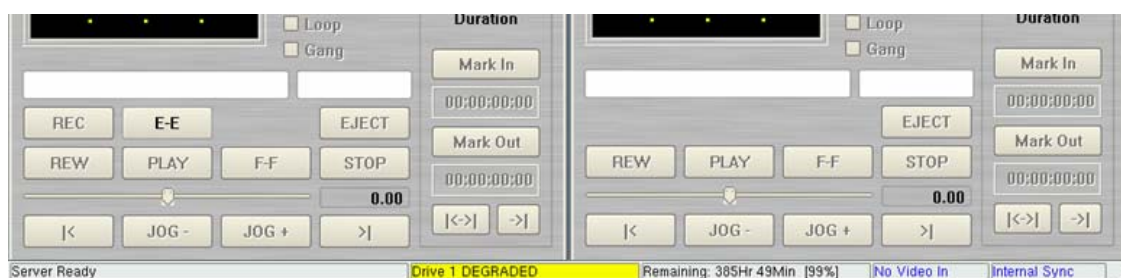 Loop
Duration
Loop
Duration
Gang
Gang
Mark In
Mark In
00:00:00:00
00:00:00:00
REC E-E EJECT
EJECT
Mark Out
Mark Out
REW PLAY F-F STOP
REW PLAY F-F STOP
00:00:00:00
00:00:00:00
0.00
0.00
|< JOG - JOG + >|
|<->| ->|
|< JOG - JOG + >|
|<->| ->|
Server Ready Drive 1 DEGRADED Remaining: 385Hr 49Min [99%] No Video In Internal Sync